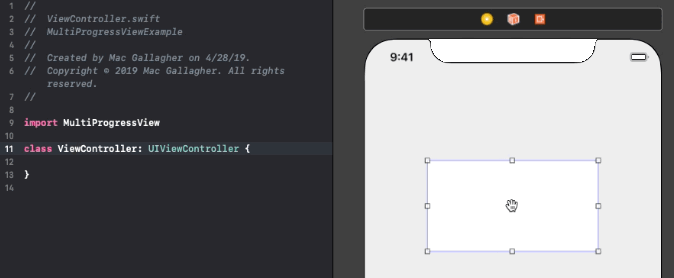 1 //
2 // ViewController.swift
3 // MultiProgressViewExample
4 //
5 // Created by Mac Gallagher on 4/28/19.
6 // Copyright © 2019 Mac Gallagher. All rights
reserved.
7 //
8
9 import MultiProgressView
10
11 class ViewController: UIViewController {
12
13 }
14
9:41